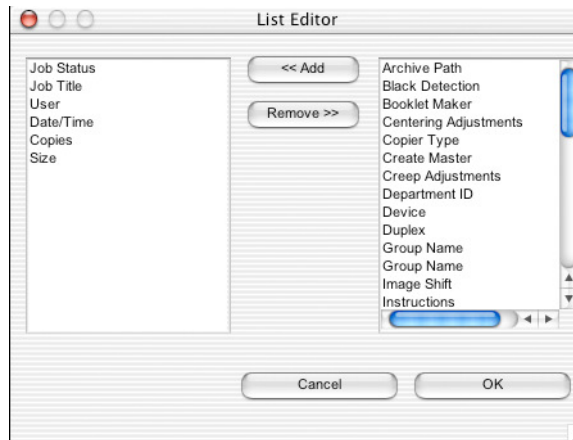 List Editor
Job Status
Job Title
User
Date/Time
Copies
Size
<< Add
Remove >>
Archive Path
Black Detection
Booklet Maker
Centering Adjustments
Copier Type
Create Master
Creep Adjustments
Department ID
Device
Duplex
Group Name
Group Name
Image Shift
Instructions
Cancel
OK